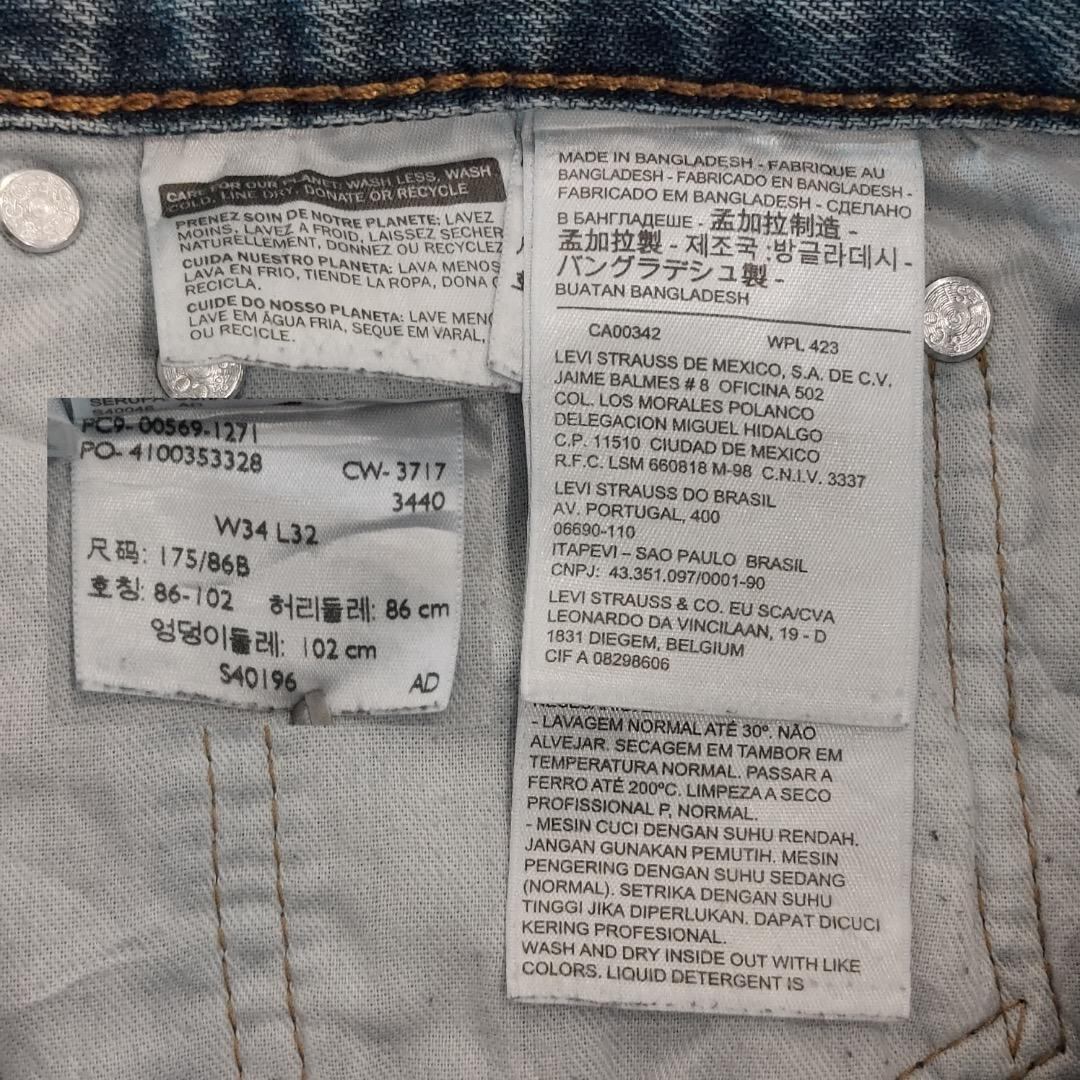 CARE FOR OUR PLANET: WASH LESS, WASH
COLD, LINE DRY, DONATE OR RECYCLE
PRENEZ SOIN DE NOTRE PLANETE: LAVEZ
MOINS, LAVEZ A FROID, LAISSEZ SECHER
NATURELLEMENT, DONNEZ OU RECYCLEZ
CUIDA NUESTRO PLANETA: LAVA MENOS
LAVA EN FRIO, TIENDE LA ROPA, DONA
RECICLA.
CUIDE DO NOSSO PLANETA: LAVE
LAVE EM ÁGUA FRIA, SEQUE EM VARAL,
OU RECICLE.
PC9-00569-1271
PO-4100353328
CW-3717
3440
W34 L32
尺码: 175/86B
호칭: 86-102 허리둘레: 86 cm
엉덩이둘레: 102 cm
S40196 AD
MADE IN BANGLADESH - FABRIQUE AU
BANGLADESH - FABRICADO EN BANGLADESH -
FABRICADO EM BANGLADESH - СДЕЛАНО
В БАНГЛАДЕШЕ - 孟加拉制造 -
孟加拉製 - 제조국 :방글라데시 -
バングラデシュ製 -
BUATAN BANGLADESH
CA00342 WPL 423
LEVI STRAUSS DE MEXICO, S.A. DE C.V.
JAIME BALMES # 8 OFICINA 502
COL. LOS MORALES POLANCO
DELEGACION MIGUEL HIDALGO
C.P. 11510 CIUDAD DE MEXICO
R.F.C. LSM 660818 M-98 C.N.I.V. 3337
LEVI STRAUSS DO BRASIL
AV. PORTUGAL, 400
06690-110
ITAPEVI – SAO PAULO BRASIL
CNPJ: 43.351.097/0001-90
LEVI STRAUSS & CO. EU SCA/CVA
LEONARDO DA VINCILAAN, 19 - D
1831 DIEGEM, BELGIUM
CIF A 08298606
- LAVAGEM NORMAL ATÉ 30º. NÃO
ALVEJAR. SECAGEM EM TAMBOR EM
TEMPERATURA NORMAL. PASSAR A
FERRO ATÉ 200ºC. LIMPEZA A SECO
PROFISSIONAL P, NORMAL.
- MESIN CUCI DENGAN SUHU RENDAH.
JANGAN GUNAKAN PEMUTIH. MESIN
PENGERING DENGAN SUHU SEDANG
(NORMAL). SETRIKA DENGAN SUHU
TINGGI JIKA DIPERLUKAN. DAPAT DICUCI
KERING PROFESIONAL.
WASH AND DRY INSIDE OUT WITH LIKE
COLORS. LIQUID DETERGENT IS